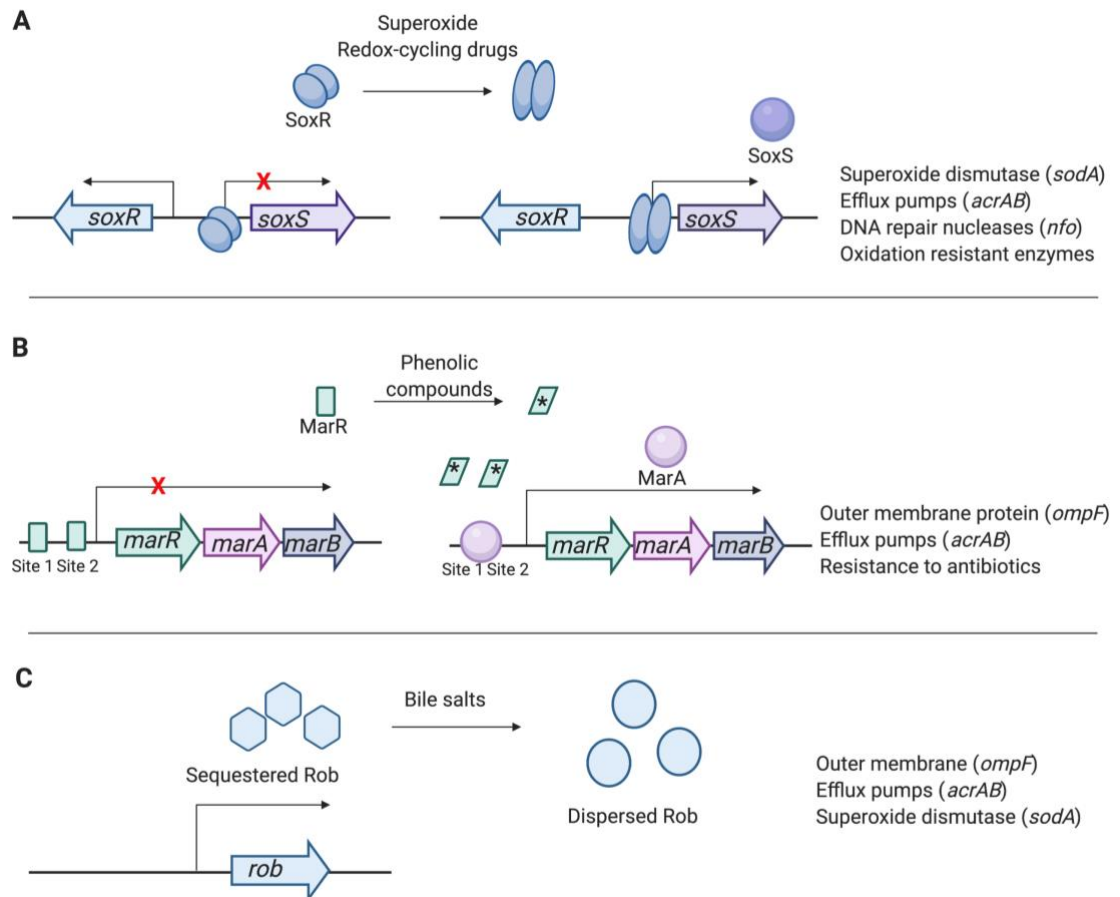 A
Superoxide
Redox-cycling drugs
SoxR
SoxS
X
soxR
soxS
soxR
soxS
Superoxide dismutase (sodA)
Efflux pumps (acrAB)
DNA repair nucleases (nfo)
Oxidation resistant enzymes
B
Phenolic
compounds
MarR
*
* *
MarA
X
marR marA marB
Site 1 Site 2
marR marA marB
Site 1 Site 2
Outer membrane protein (ompF)
Efflux pumps (acrAB)
Resistance to antibiotics
C
Bile salts
Sequestered Rob
Dispersed Rob
rob
Outer membrane (ompF)
Efflux pumps (acrAB)
Superoxide dismutase (sodA)